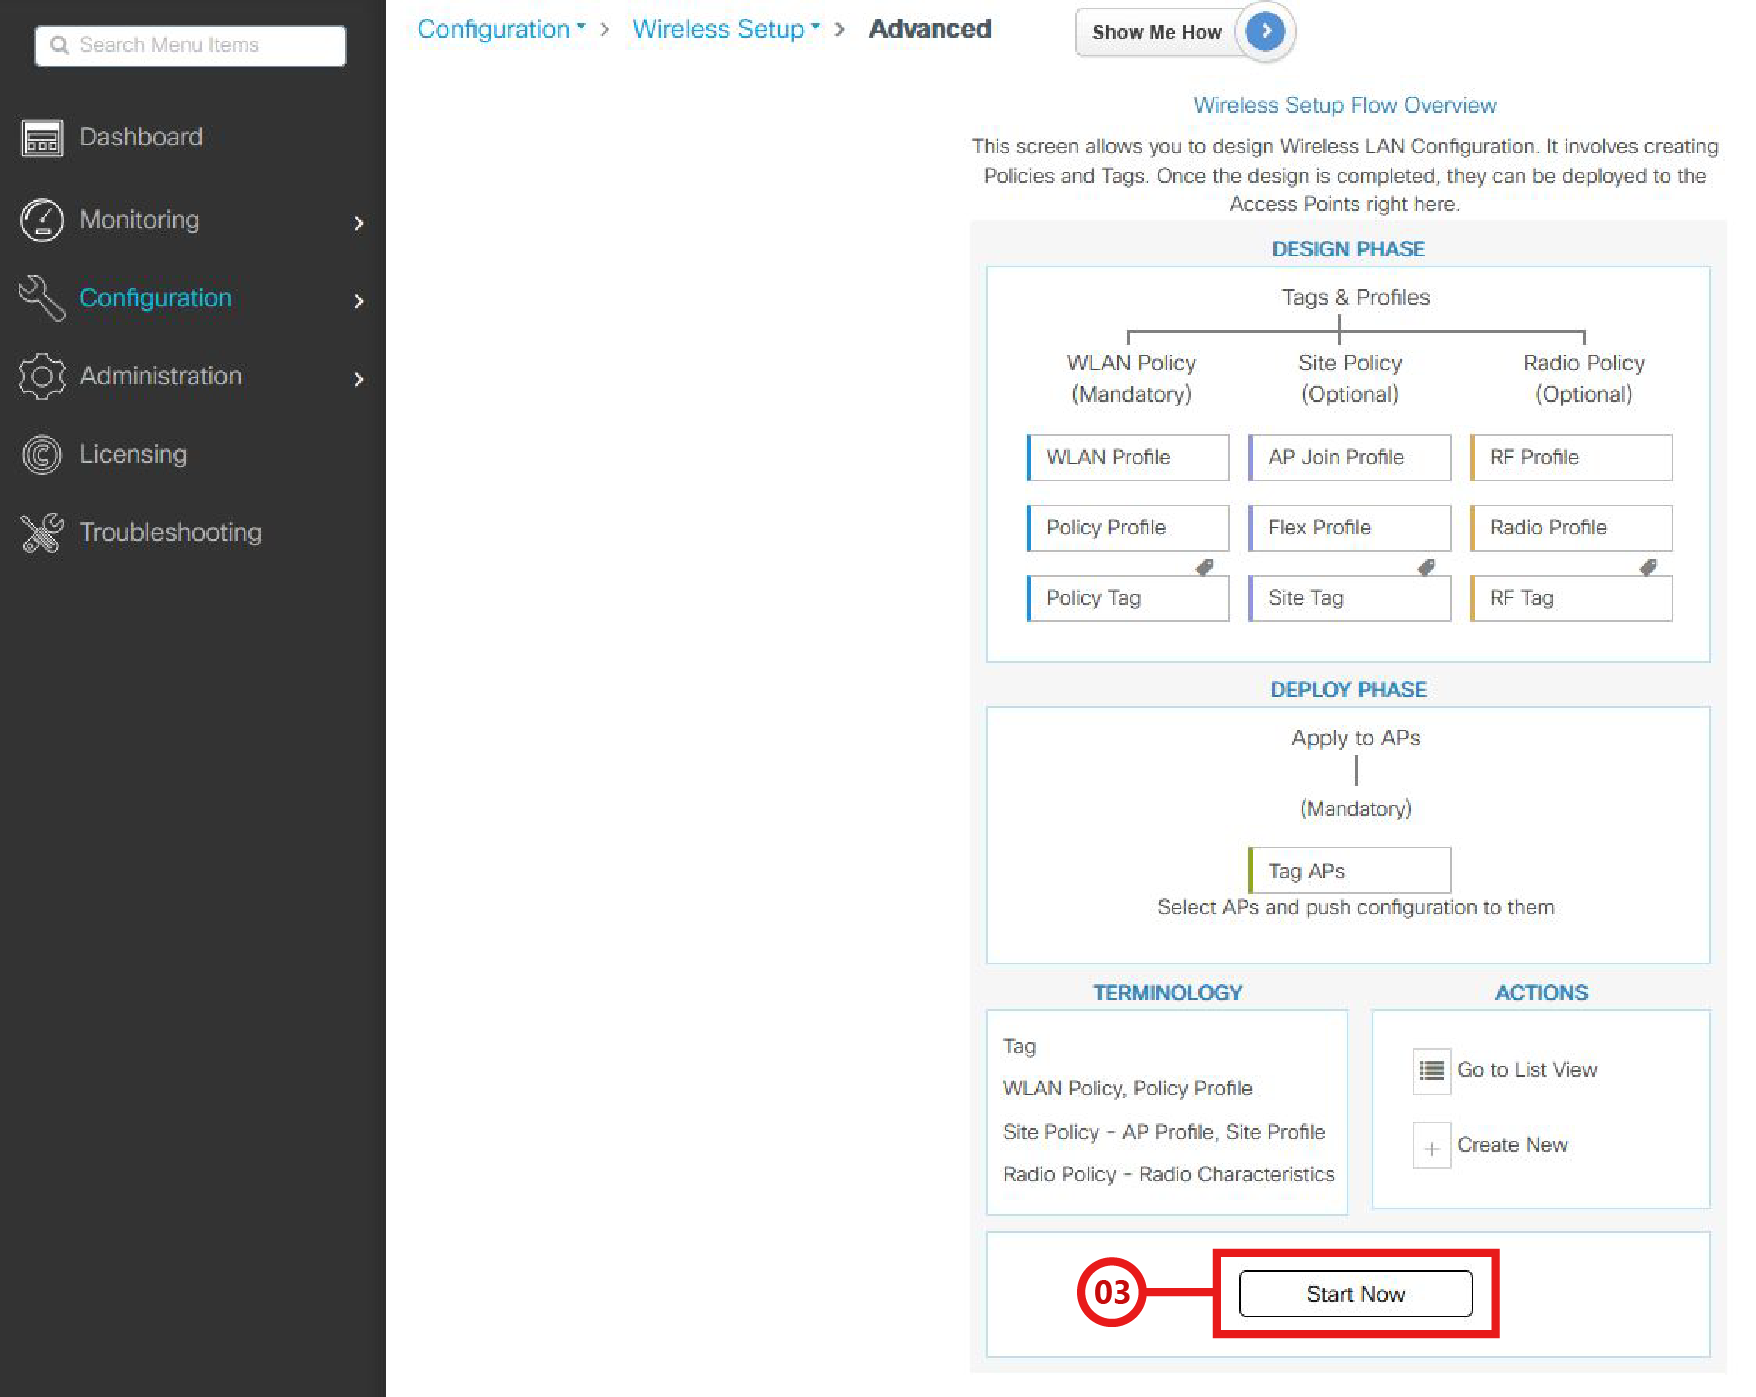 Search Menu Items
Dashboard
Monitoring
Configuration
Administration
Licensing
Troubleshooting
Configuration > Wireless Setup > Advanced
Show Me How
Wireless Setup Flow Overview
This screen allows you to design Wireless LAN Configuration. It involves creating
Policies and Tags. Once the design is completed, they can be deployed to the
Access Points right here.
DESIGN PHASE
Tags & Profiles
WLAN Policy
(Mandatory)
Site Policy
(Optional)
Radio Policy
(Optional)
WLAN Profile
AP Join Profile
RF Profile
Policy Profile
Flex Profile
Radio Profile
Policy Tag
Site Tag
RF Tag
DEPLOY PHASE
Apply to APs
(Mandatory)
Tag APs
Select APs and push configuration to them
TERMINOLOGY
Tag
WLAN Policy, Policy Profile
Site Policy - AP Profile, Site Profile
Radio Policy - Radio Characteristics
ACTIONS
Go to List View
Create New
03
Start Now